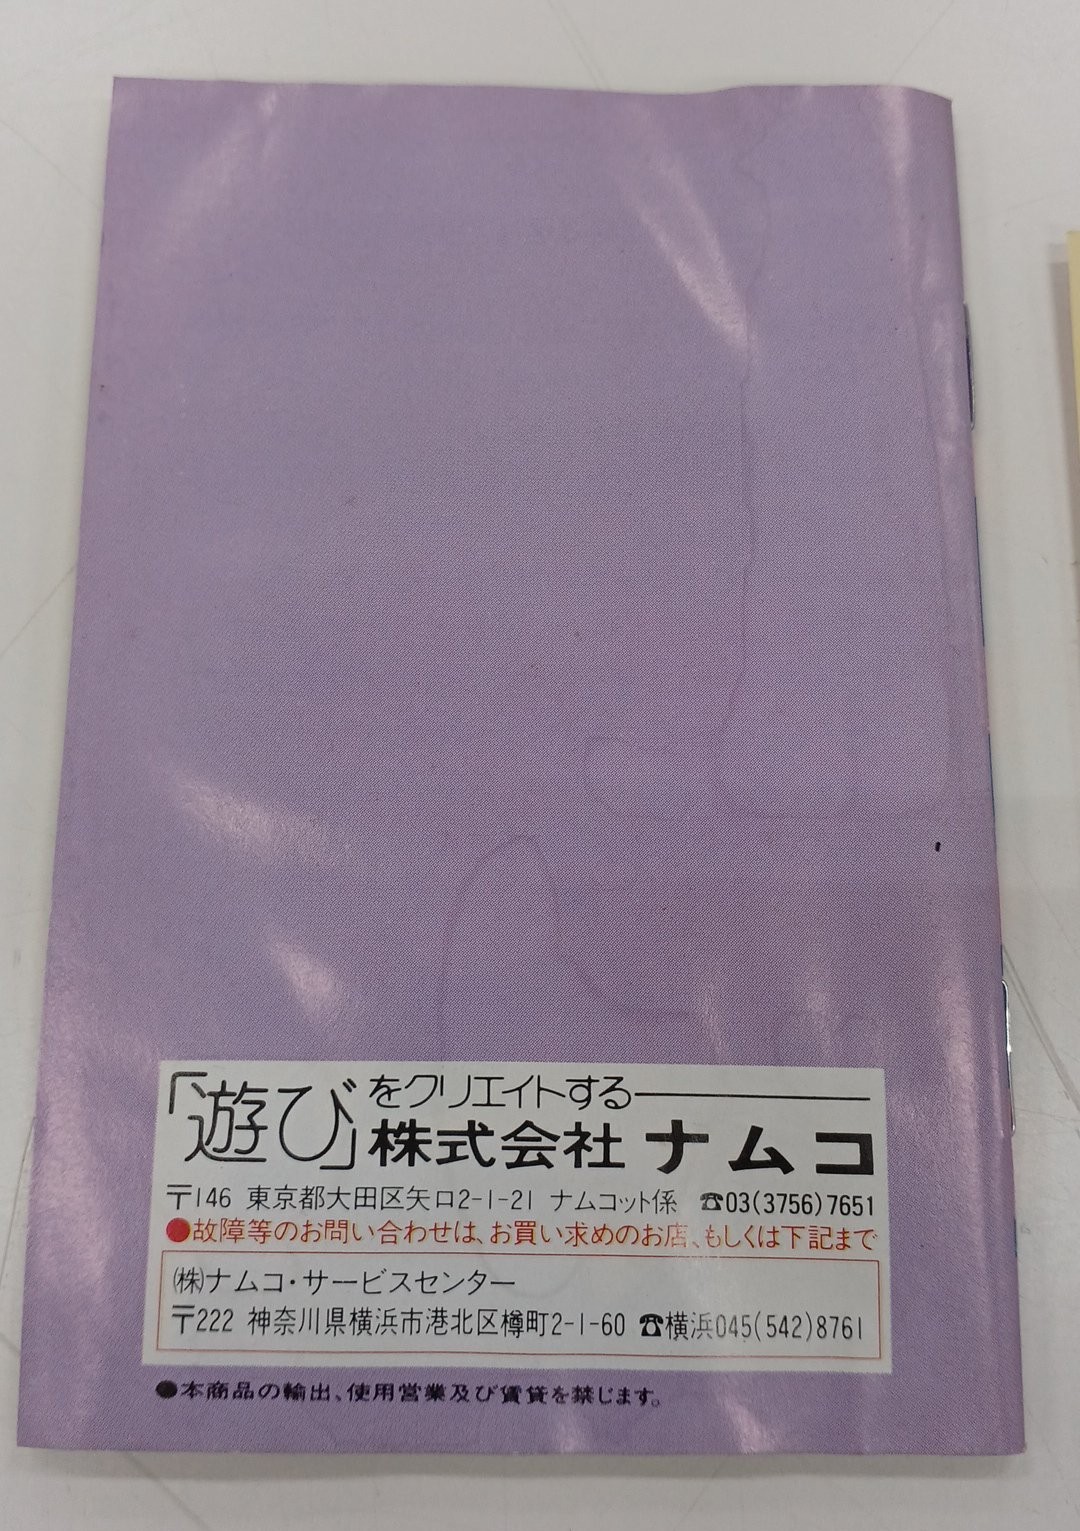 「遊び」をクリエイトする
株式会社 ナムコ
〒146 東京都大田区矢口2-1-21 ナムコット係 ☎03(3756)7651
●故障等のお問い合わせは、お買い求めのお店、もしくは下記まで
㈱ナムコ・サービスセンター
〒222 神奈川県横浜市港北区樽町2-1-60 ☎横浜045(542)8761
●本商品の輸出、使用営業及び賃貸を禁じます。